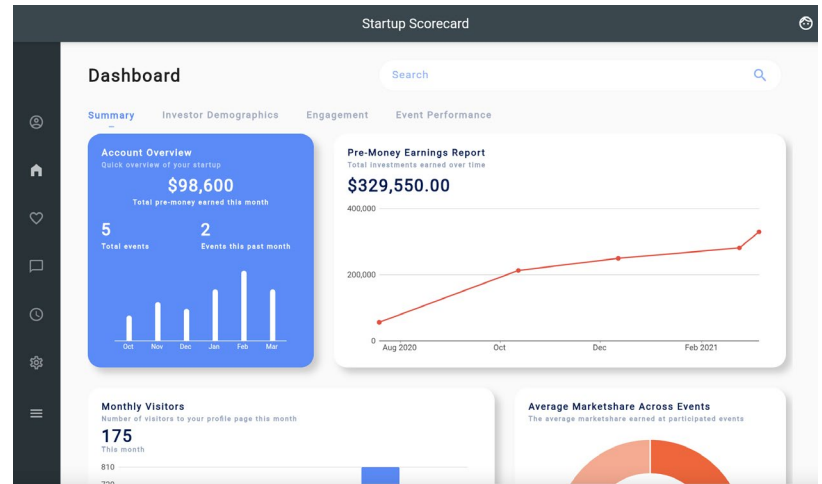 Startup Scorecard
Dashboard
Search
Summary Investor Demographics Engagement Event Performance
Account Overview
Quick overview of your startup
$98,600
Total pre-money earned this month
5 2
Total events Events this past month
Oct Nov Dec Jan Feb Mar
Pre-Money Earnings Report
Total investments earned over time
$329,550.00
400,000
200,000
0
Aug 2020 Oct Dec Feb 2021
Monthly Visitors
Number of visitors to your profile page this month
175
This month
810
Average Marketshare Across Events
The average marketshare earned at participated events